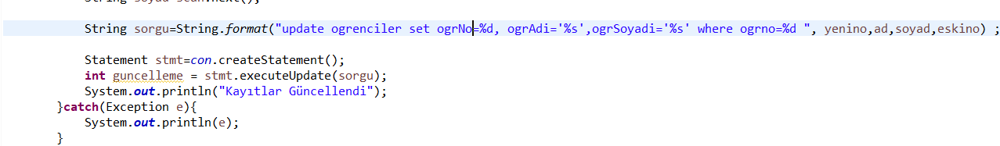 String sorgu=String.format("update ogrenciler set ogrNo=%d, ogrAdi='%s',ogrSoyadi='%s' where ogrno=%d ", yenino,ad,soyad,eskino) ;
Statement stmt=con.createStatement();
int guncelleme = stmt.executeUpdate(sorgu);
System.out.println("Kayıtlar Güncellendi");
}catch(Exception e){
System.out.println(e);
}